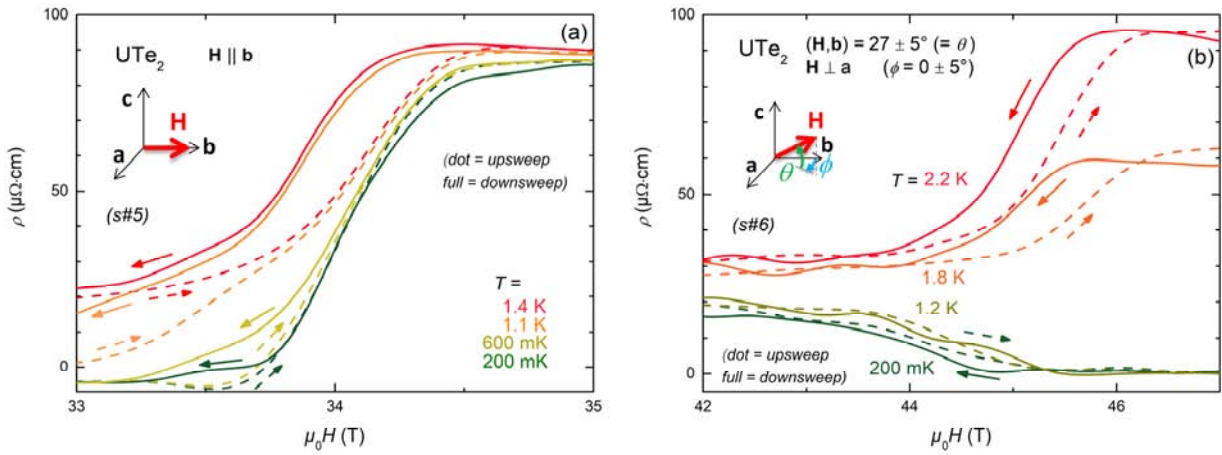 (a)
UTe₂ H || b
c
H
a
b
(s#5)
(dot = upsweep
full = downsweep)
T =
1.4 K
1.1 K
600 mK
200 mK
100
50
0
ρ (μΩ·cm)
33 34 35
μ₀H (T)
(b)
UTe₂ (H,b) = 27 ± 5° (= θ)
H ⊥ a (ϕ = 0 ± 5°)
c
H
b
a
θ
ϕ
(s#6)
T = 2.2 K
1.8 K
1.2 K
200 mK
(dot = upsweep
full = downsweep)
100
50
0
ρ (μΩ·cm)
42 44 46
μ₀H (T)